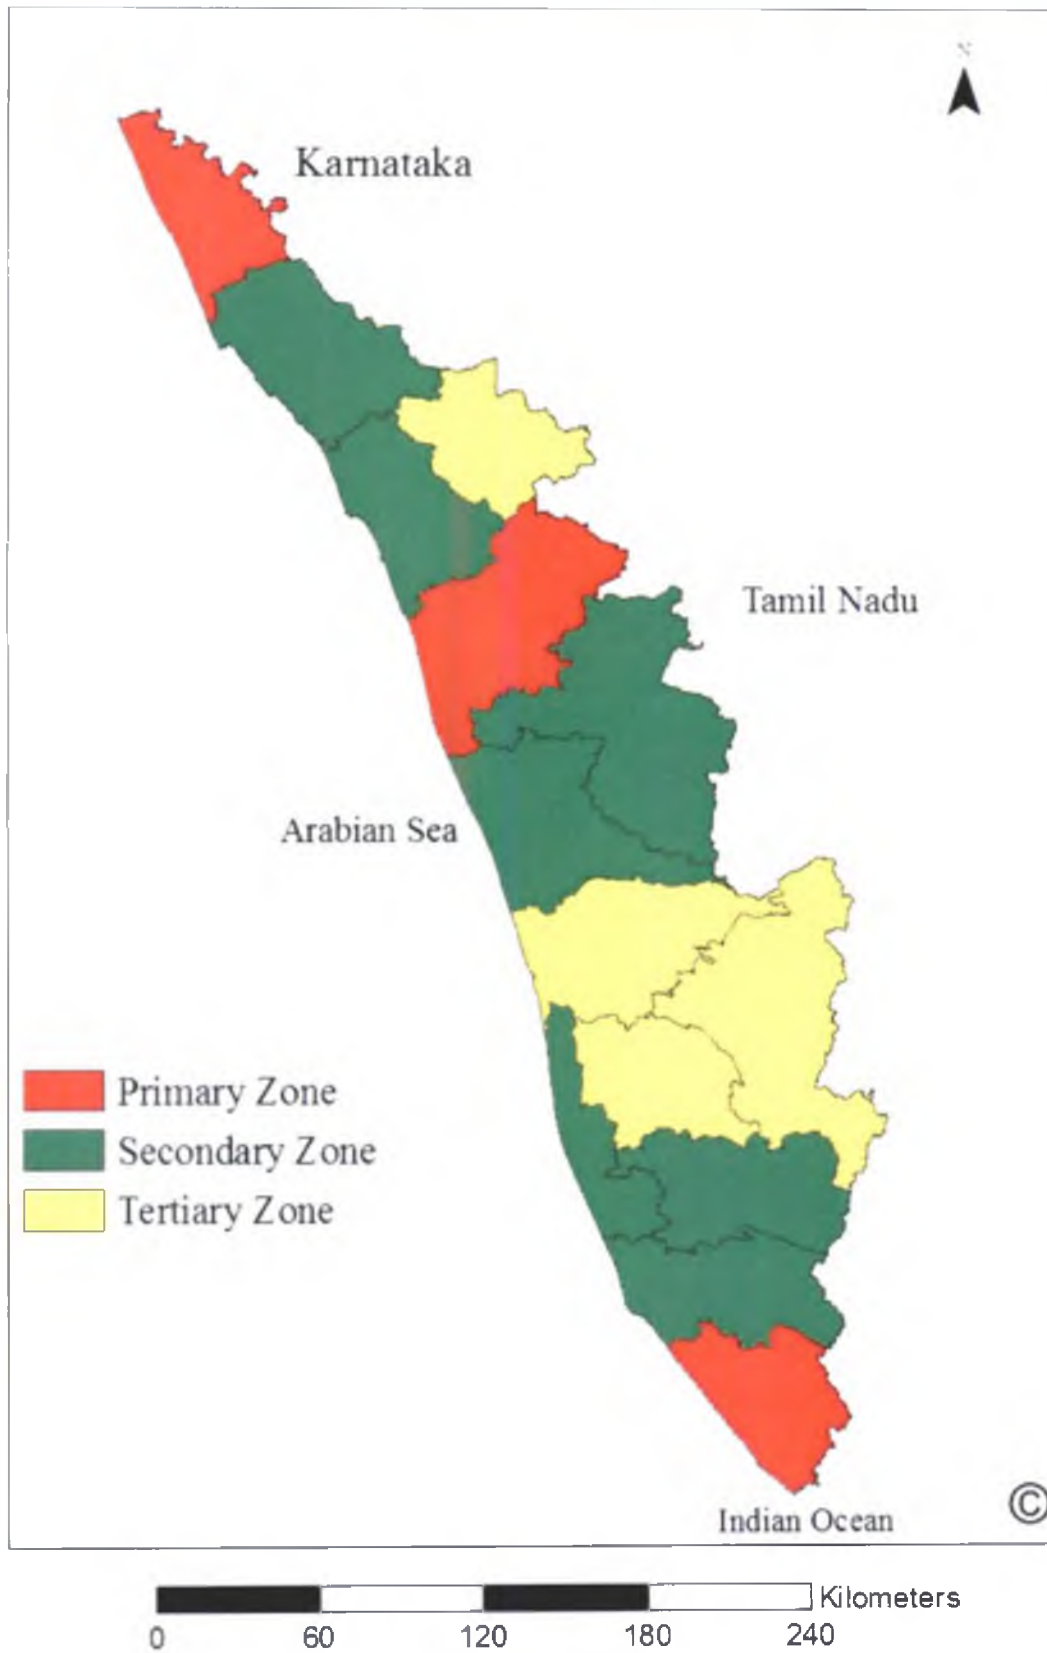 N
Karnataka
Tamil Nadu
Arabian Sea
Primary Zone
Secondary Zone
Tertiary Zone
©
Indian Ocean
Kilometers
0 60 120 180 240